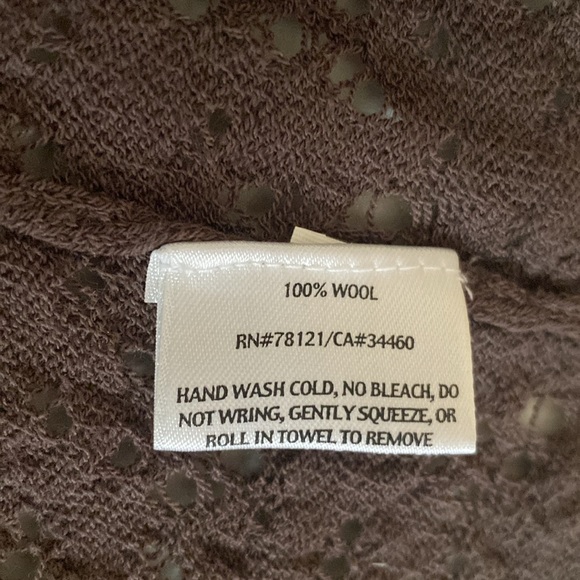 100% WOOL
RN#78121/CA#34460
HAND WASH COLD, NO BLEACH, DO
NOT WRING, GENTLY SQUEEZE, OR
ROLL IN TOWEL TO REMOVE